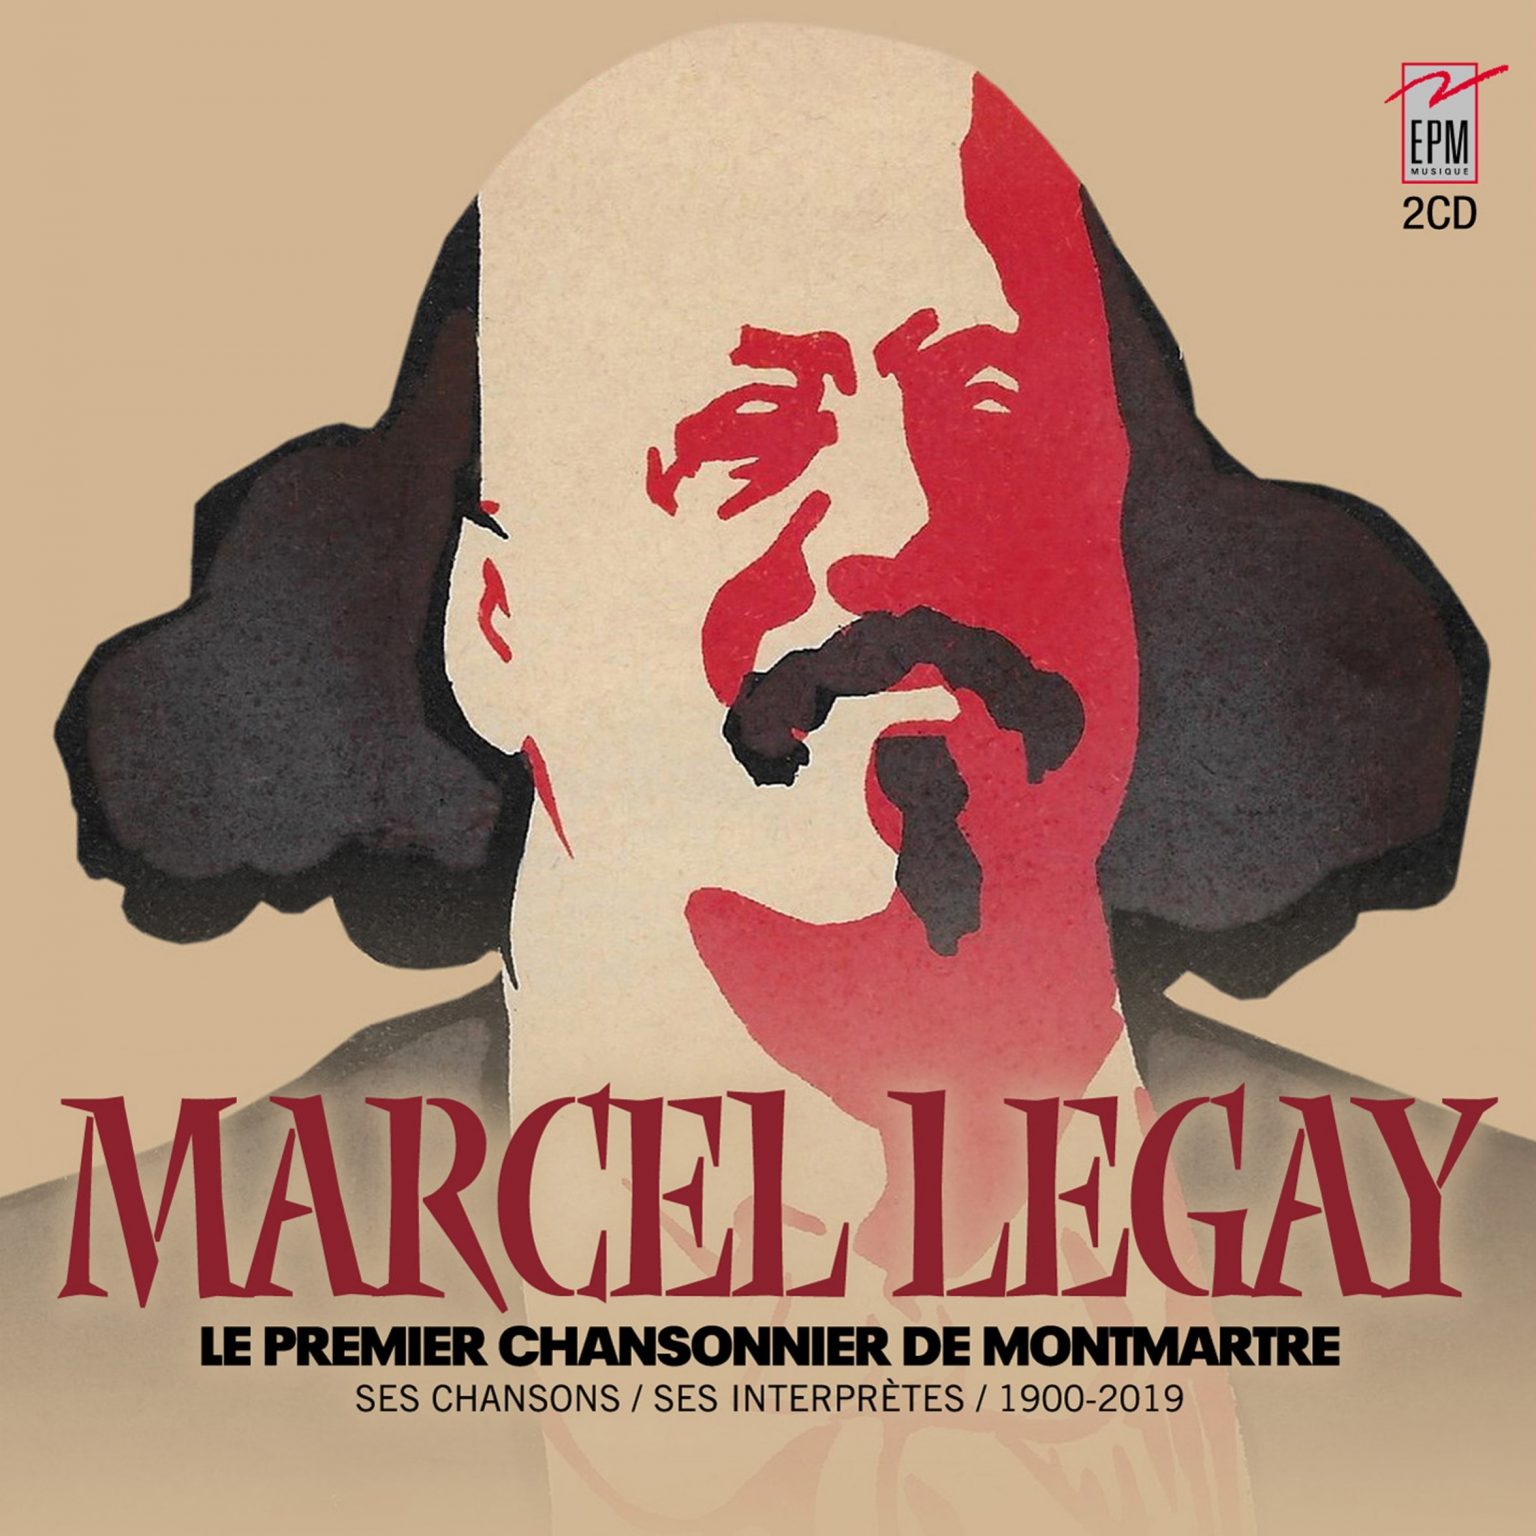 EPM
MUSIQUE
2CD
MARCEL LEGAY
LE PREMIER CHANSONNIER DE MONTMARTRE
SES CHANSONS / SES INTERPRÈTES / 1900-2019